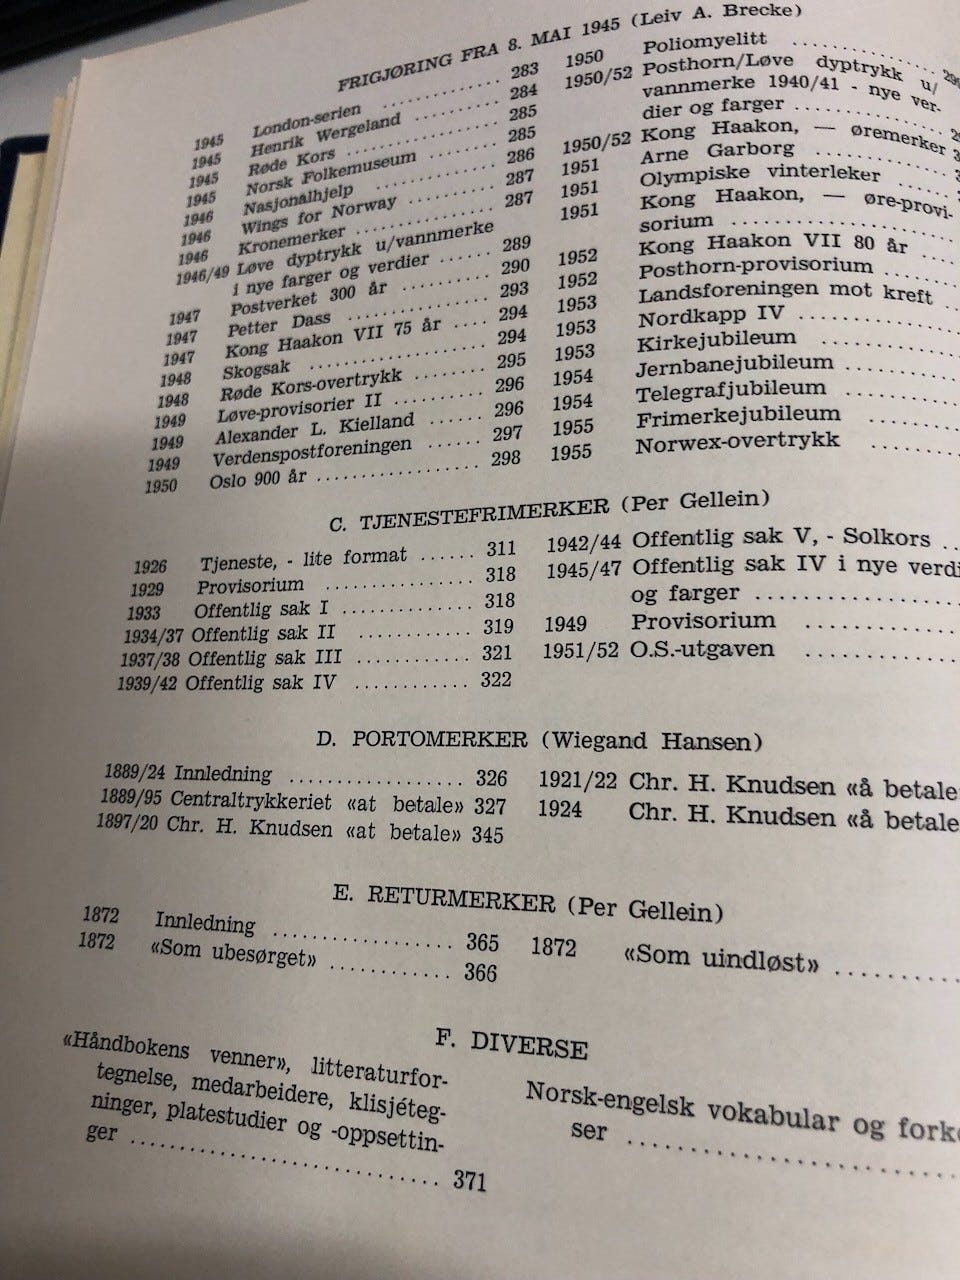 FRIGJØRING FRA 8. MAI 1945 (Leiv A. Brecke)
1945 London-serien ............ 283
1945 Henrik Wergeland ......... 284
1945 Røde Kors ................ 285
1945 Norsk Folkemuseum ........ 285
1946 Nasjonalhjelp ............ 286
1946 Wings for Norway ......... 287
1946 Kronemerker .............. 287
1946/49 Løve dyptrykk u/vannmerke
i nye farger og verdier ...... 289
1947 Postverket 300 år ........ 290
1947 Petter Dass .............. 293
1947 Kong Haakon VII 75 år .... 294
1948 Skogsak .................. 294
1948 Røde Kors-overtrykk ...... 295
1949 Løve-provisorier II ...... 296
1949 Alexander L. Kielland .... 296
1949 Verdenspostforeningen .... 297
1950 Oslo 900 år .............. 298
1950 Poliomyelitt ............
1950/52 Posthorn/Løve dyptrykk u/
vannmerke 1940/41 - nye ver-
dier og farger ............
1950/52 Kong Haakon, — øremerker
1951 Arne Garborg ............
1951 Olympiske vinterleker ......
1951 Kong Haakon, — øre-provi-
sorium ..................
1952 Kong Haakon VII 80 år ....
1952 Posthorn-provisorium ......
1953 Landsforeningen mot kreft
1953 Nordkapp IV ............
1953 Kirkejubileum ............
1954 Jernbanejubileum ..........
1954 Telegrafjubileum ..........
1955 Frimerkejubileum ..........
1955 Norwex-overtrykk ..........
C. TJENESTEFRIMERKER (Per Gellein)
1926 Tjeneste, - lite format ...... 311
1929 Provisorium .............. 318
1933 Offentlig sak I ............ 318
1934/37 Offentlig sak II ............ 319
1937/38 Offentlig sak III ............ 321
1939/42 Offentlig sak IV ............ 322
1942/44 Offentlig sak V, - Solkors ..
1945/47 Offentlig sak IV i nye verdi
og farger ................
1949 Provisorium ............
1951/52 O.S.-utgaven ............
D. PORTOMERKER (Wiegand Hansen)
1889/24 Innledning ................ 326
1889/95 Centraltrykkeriet «at betale» 327
1897/20 Chr. H. Knudsen «at betale» 345
1921/22 Chr. H. Knudsen «å betale
1924 Chr. H. Knudsen «å betale
E. RETURMERKER (Per Gellein)
1872 Innledning ................ 365
1872 «Som ubesørget» ............ 366
1872 «Som uindløst» ............
F. DIVERSE
«Håndbokens venner», litteraturfor-
tegnelse, medarbeidere, klisjéteg-
ninger, platestudier og -oppsettin-
ger ............................ 371
Norsk-engelsk vokabular og fork
ser ............................